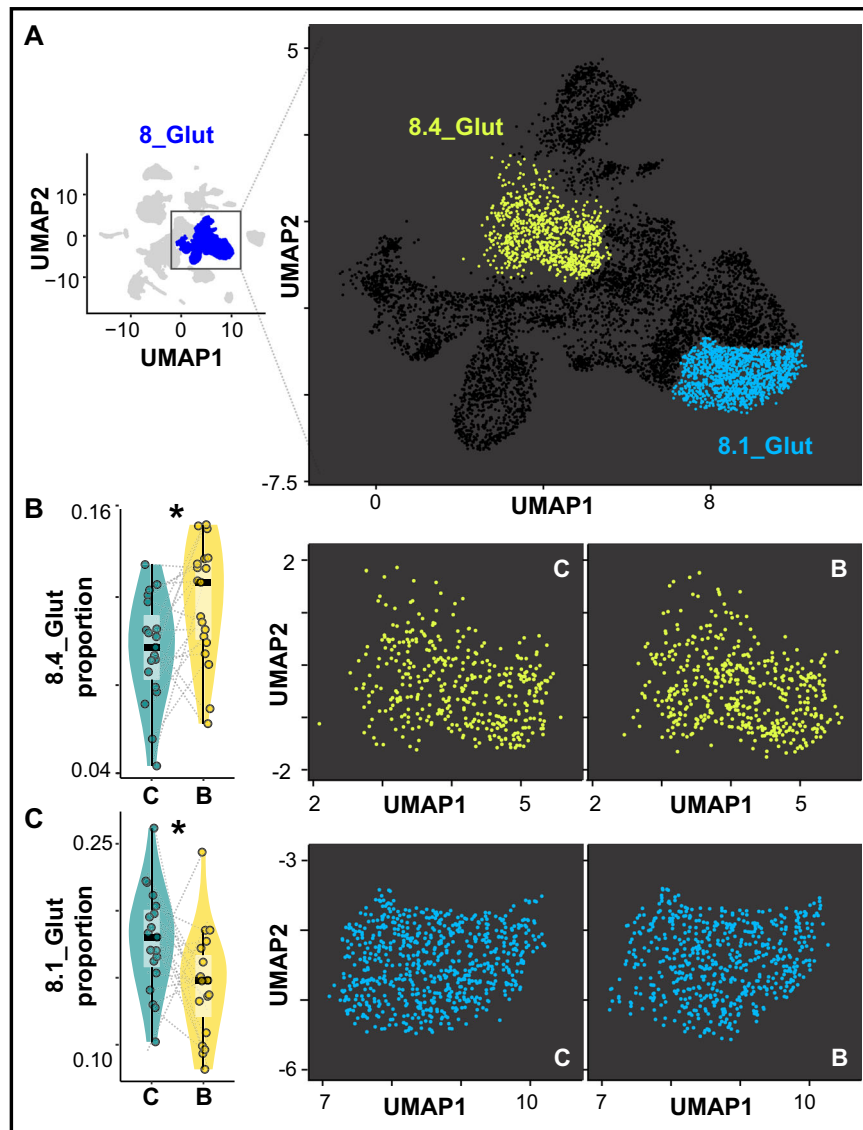 A
5
8_Glut
8.4_Glut
UMAP2
10
0
−10
−10
0
10
UMAP1
UMAP2
8.1_Glut
-7.5
0
UMAP1
8
B
0.16
*
8.4_Glut
proportion
0.04
C
B
2
UMAP2
-2
C
B
2
UMAP1
5
2
UMAP1
5
C
0.25
*
8.1_Glut
proportion
0.10
C
B
-3
UMAP2
-6
C
B
7
UMAP1
10
7
UMAP1
10